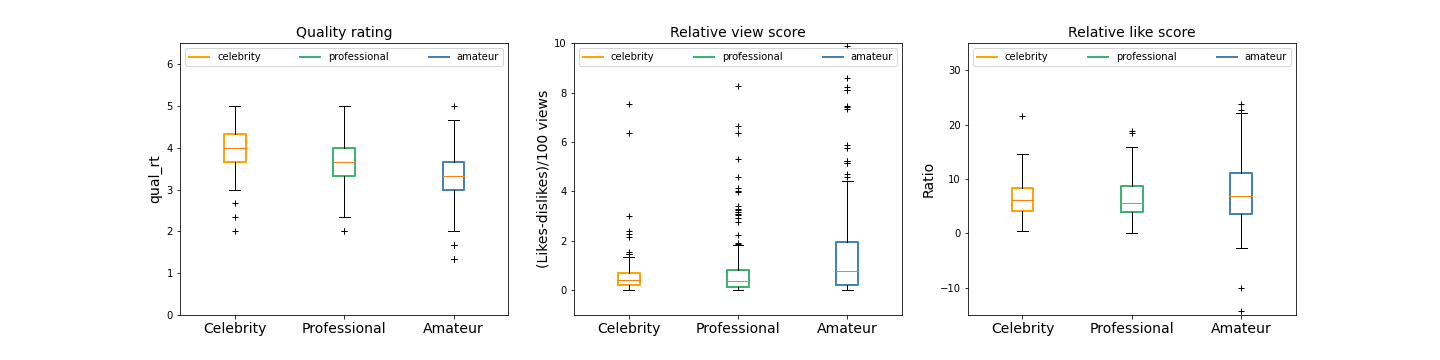 Quality rating
celebrity professional amateur
6
5
4
3
2
1
0
qual_rt
Celebrity Professional Amateur
Relative view score
celebrity professional amateur
10
8
6
4
2
0
(Likes-dislikes)/100 views
Celebrity Professional Amateur
Relative like score
celebrity professional amateur
30
20
10
0
−10
Ratio
Celebrity Professional Amateur